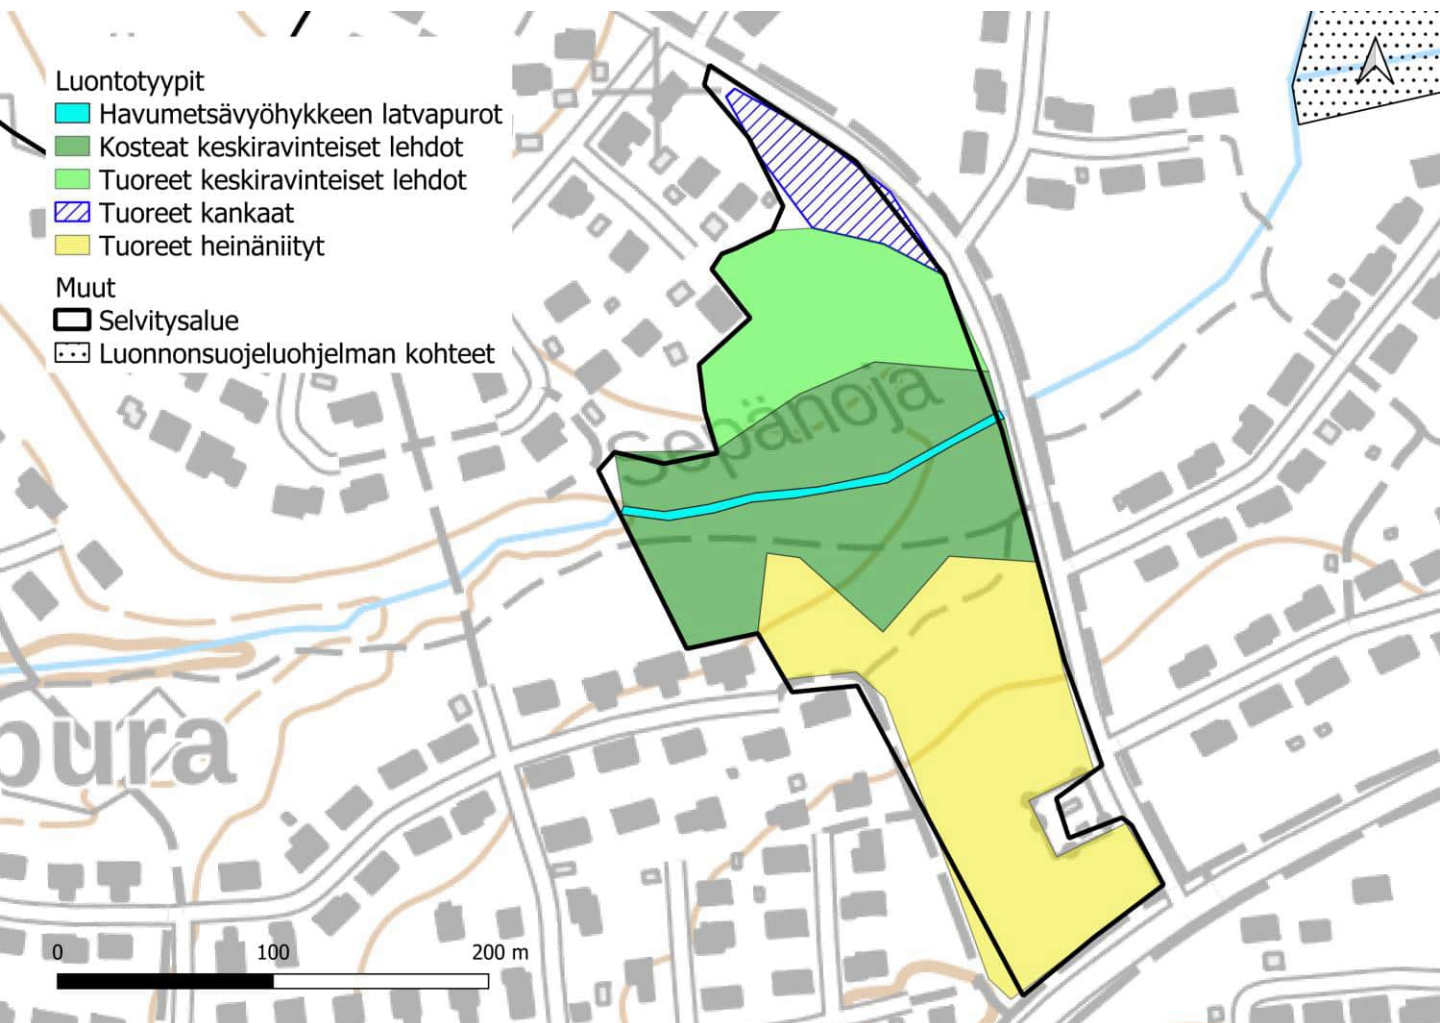 Luontotyypit
Havumetsävyöhykkeen latvapurot
Kosteat keskiravinteiset lehdot
Tuoreet keskiravinteiset lehdot
Tuoreet kankaat
Tuoreet heinäniityt
Muut
Selvitysalue
Luonnonsuojeluohjelman kohteet
Sepänoja
pura
0 100 200 m